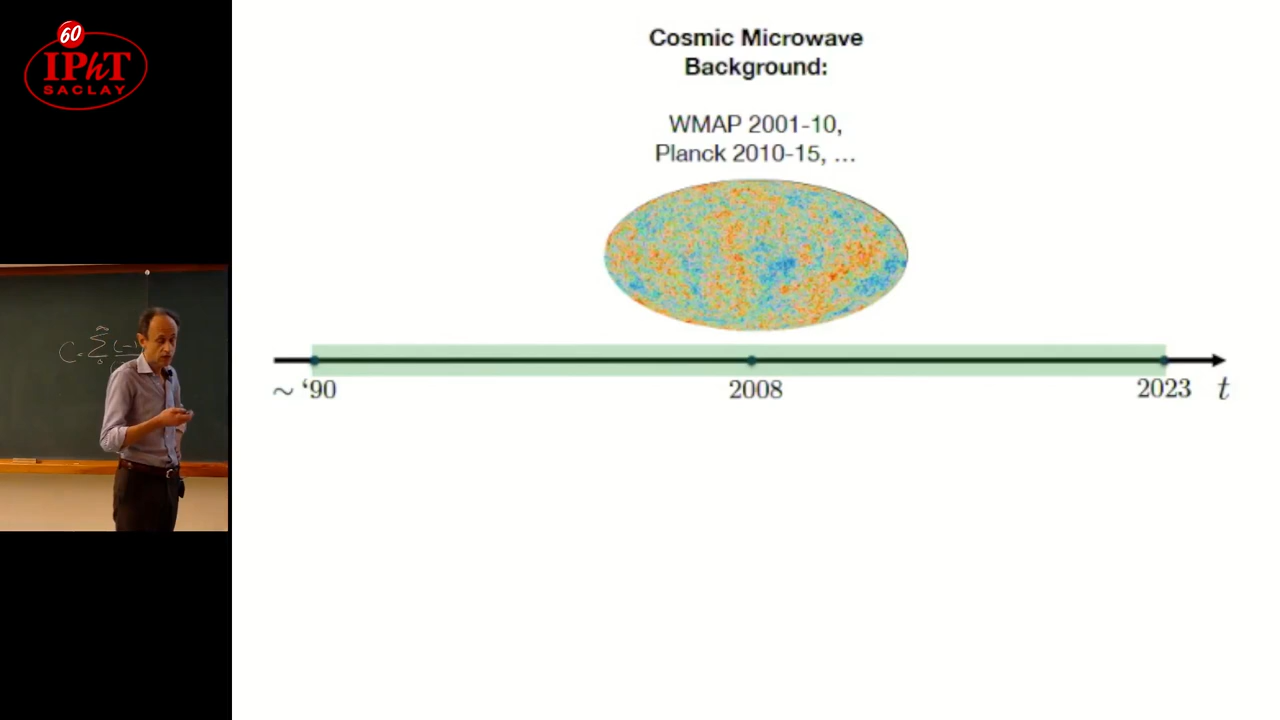 60
IPhT
SACLAY
Cosmic Microwave
Background:
WMAP 2001-10,
Planck 2010-15, ...
~ ‘90
2008
2023
t